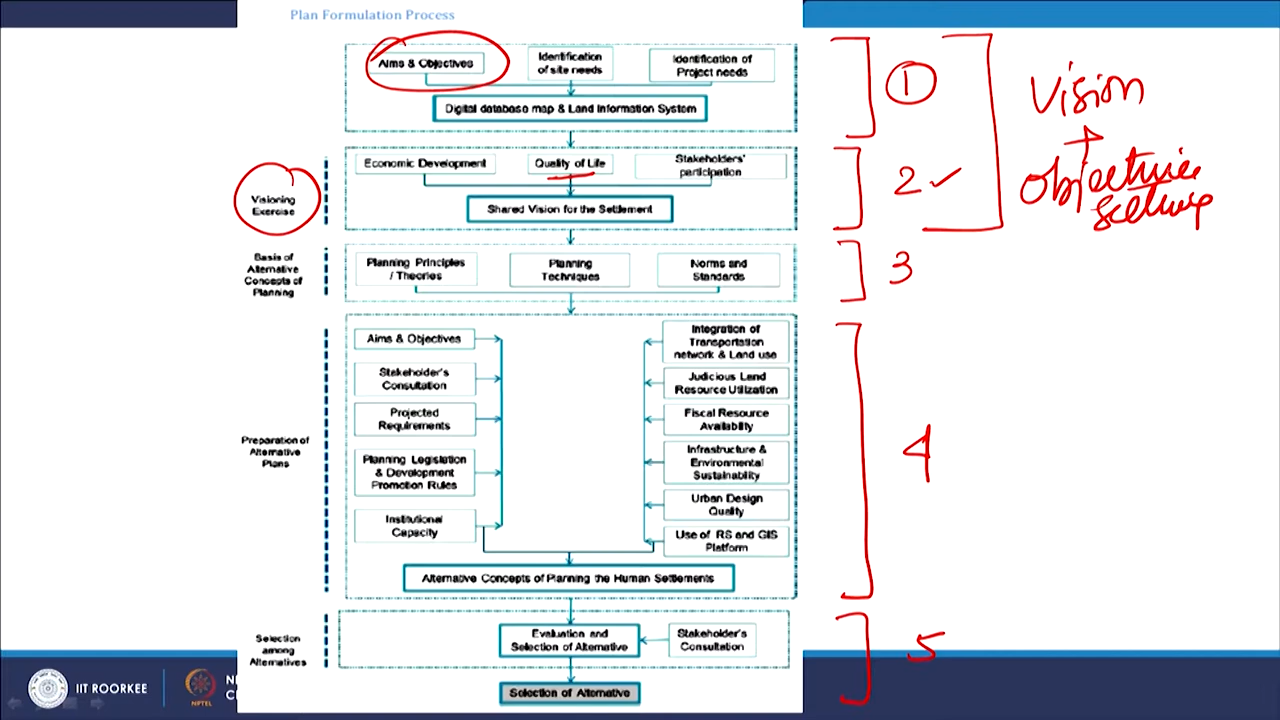 Plan Formulation Process
Aims & Objectives
Identification
of site needs
Identification of
Project needs
Digital database map & Land Information System
Visioning
Exercise
Economic Development
Quality of Life
Stakeholders'
participation
Shared Vision for the Settlement
Basis of
Alternative
Concepts of
Planning
Planning Principles
/ Theories
Planning
Techniques
Norms and
Standards
Preparation of
Alternative
Plans
Aims & Objectives
Stakeholder's
Consultation
Projected
Requirements
Planning Legislation
& Development
Promotion Rules
Institutional
Capacity
Integration of
Transportation
network & Land use
Judicious Land
Resource Utilization
Fiscal Resource
Availability
Infrastructure &
Environmental
Sustainability
Urban Design
Quality
Use of RS and GIS
Platform
Alternative Concepts of Planning the Human Settlements
Selection
among
Alternatives
Evaluation and
Selection of Alternative
Stakeholder's
Consultation
Selection of Alternative
1
2
3
4
5
Vision
Objective
IIT ROORKEE
NPTEL